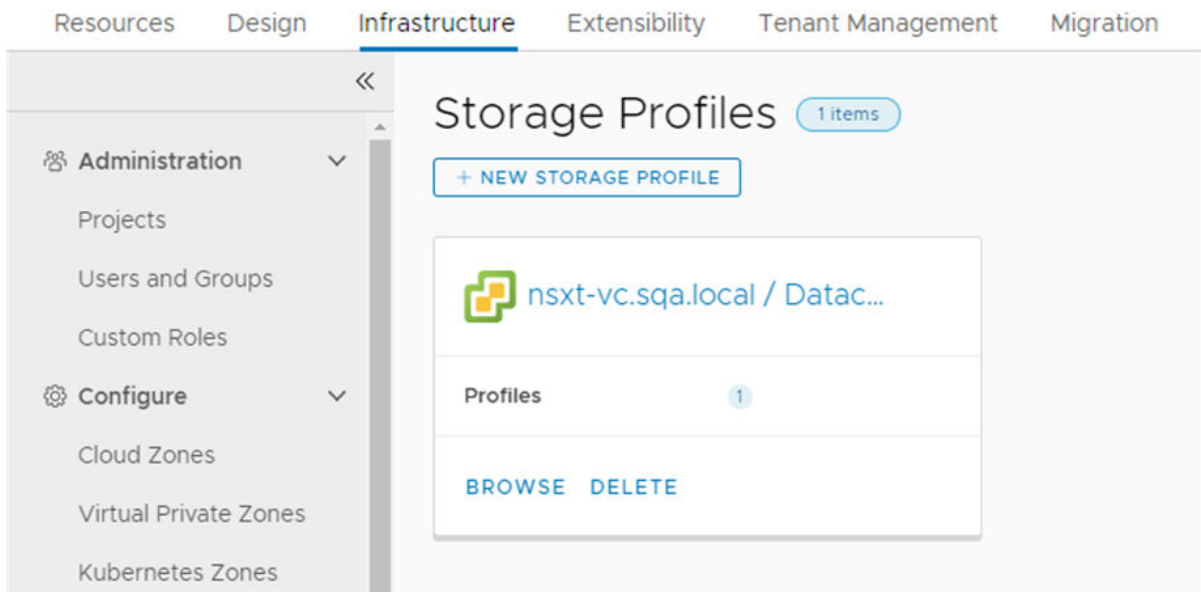 Resources Design Infrastructure Extensibility Tenant Management Migration
«
Administration
Projects
Users and Groups
Custom Roles
Configure
Cloud Zones
Virtual Private Zones
Kubernetes Zones
Storage Profiles 1 items
+ NEW STORAGE PROFILE
nsxt-vc.sqa.local / Datac...
Profiles 1
BROWSE DELETE